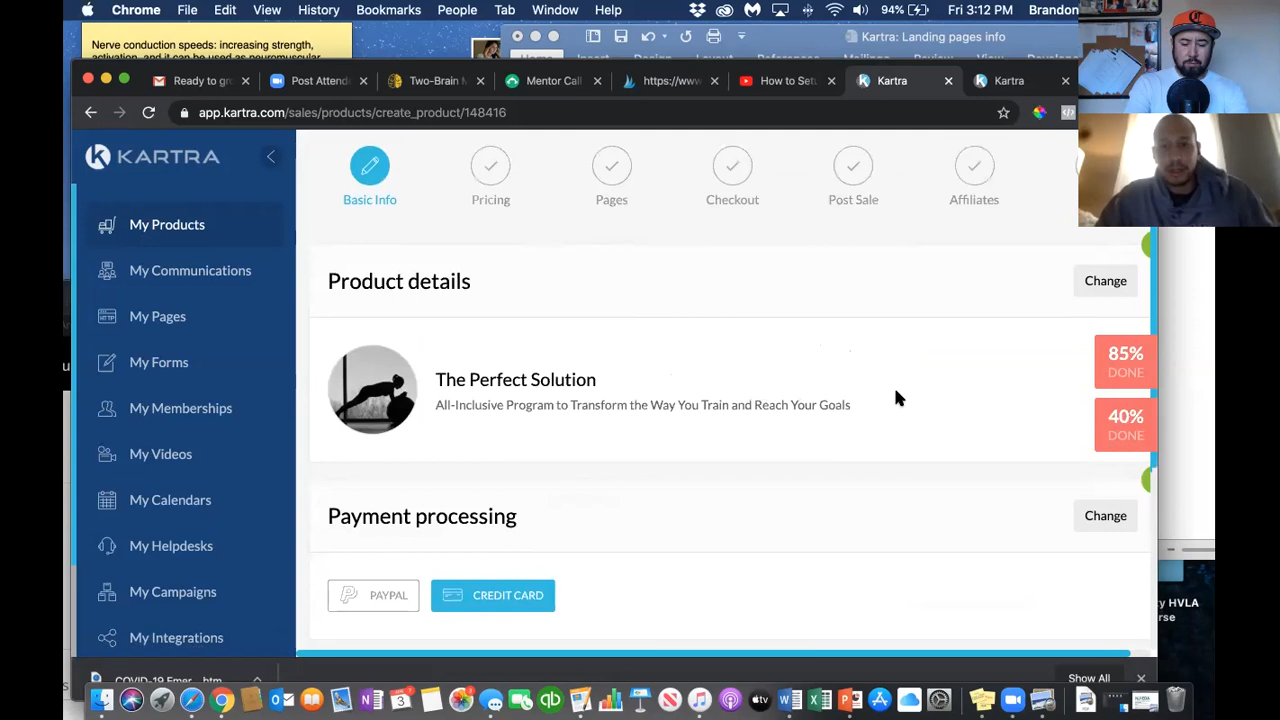 Chrome File Edit View History Bookmarks People Tab Window Help 94% Fri 3:12 PM Brandon
Nerve conduction speeds: increasing strength,
Kartra: Landing pages info
Ready to gr Post Attend Two-Brain M Mentor Call https://www How to Set Kartra Kartra
app.kartra.com/sales/products/create_product/148416
KARTRA
My Products
My Communications
My Pages
My Forms
My Memberships
My Videos
My Calendars
My Helpdesks
My Campaigns
My Integrations
Basic Info Pricing Pages Checkout Post Sale Affiliates
Product details Change
The Perfect Solution
All-Inclusive Program to Transform the Way You Train and Reach Your Goals
85%
DONE
40%
DONE
Payment processing Change
PAYPAL CREDIT CARD
HVLA
Show All